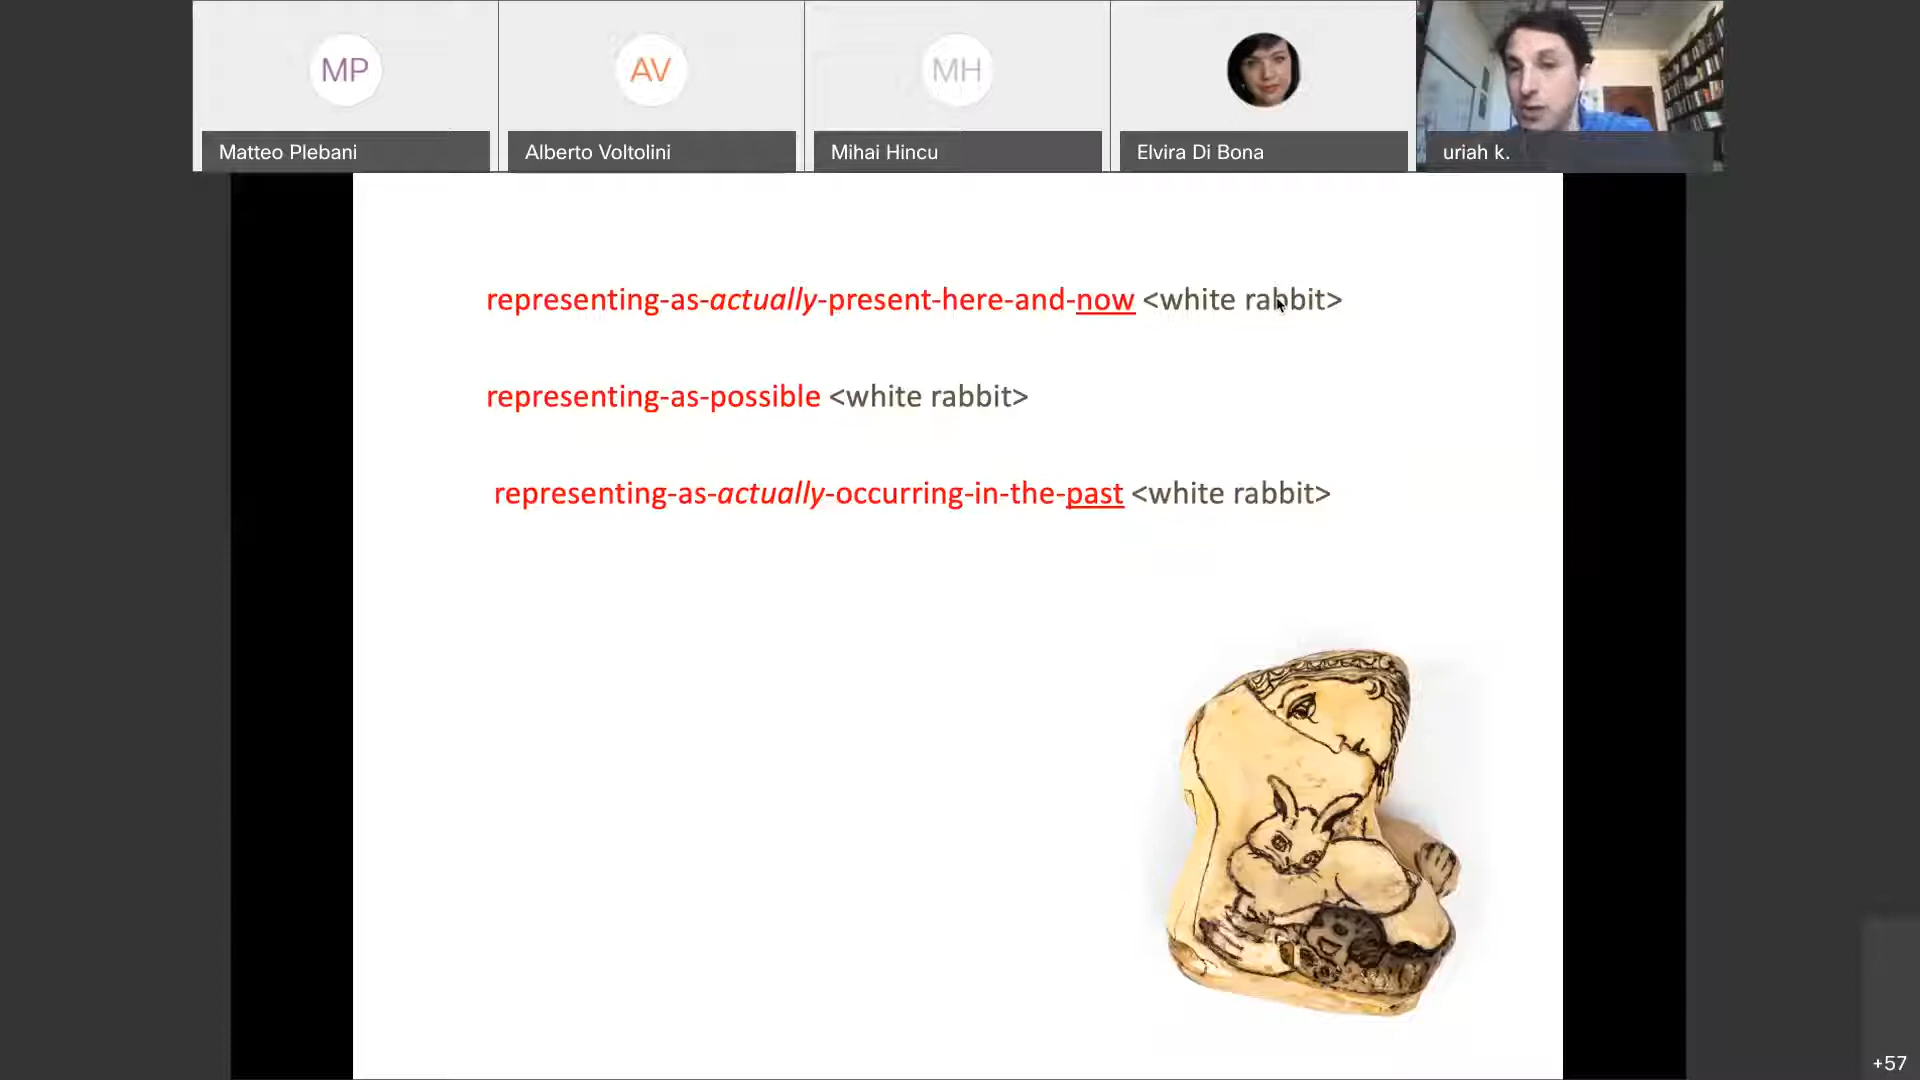 MP
AV
MH
Matteo Plebani
Alberto Voltolini
Mihai Hincu
Elvira Di Bona
uriah k.
representing-as-actually-present-here-and-now <white rabbit>
representing-as-possible <white rabbit>
representing-as-actually-occurring-in-the-past <white rabbit>
+57